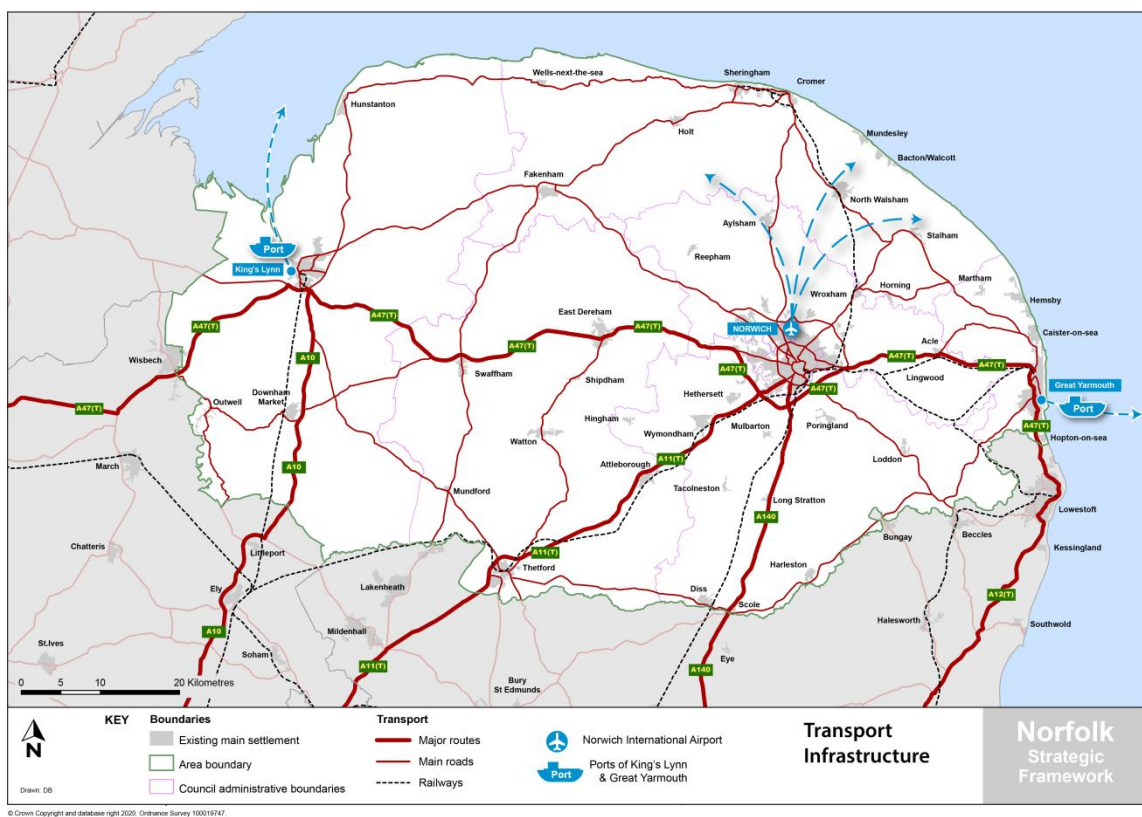 Wells-next-the-sea
Sheringham
Cromer
Hunstanton
Holt
Mundesley
Bacton/Walcott
Fakenham
North Walsham
Aylsham
Stalham
Port
King's Lynn
Reepham
Martham
Horning
Hemsby
Wroxham
A47(T)
A47(T)
East Dereham
A47(T)
NORWICH
Caister-on-sea
Acle
A47(T)
A47(T)
A47(T)
Wisbech
A10
Swaffham
A47(T)
Shipdham
A47(T)
A47(T)
Lingwood
Great Yarmouth
Port
Outwell
Downham
Market
Hethersett
A47(T)
Hingham
Wymondham
Mulbarton
Poringland
A47(T)
Hopton-on-sea
Watton
Loddon
March
A10
Attleborough
A11(T)
Mundford
Tacolneston
Long Stratton
A140
Lowestoft
Bungay
Beccles
Chatteris
Littleport
A11(T)
Kessingland
Thetford
Harleston
Ely
Lakenheath
Diss
Scole
A12(T)
A10
Mildenhall
Halesworth
Southwold
St.Ives
Soham
A11(T)
Eye
A140
Bury
St Edmunds
0 5 10 20 Kilometres
N
Drawn: DB
KEY
Boundaries
Existing main settlement
Area boundary
Council administrative boundaries
Transport
Major routes
Main roads
Railways
Norwich International Airport
Port
Ports of King's Lynn
& Great Yarmouth
Transport
Infrastructure
Norfolk
Strategic
Framework
© Crown Copyright and database right 2020. Ordnance Survey 100019747.